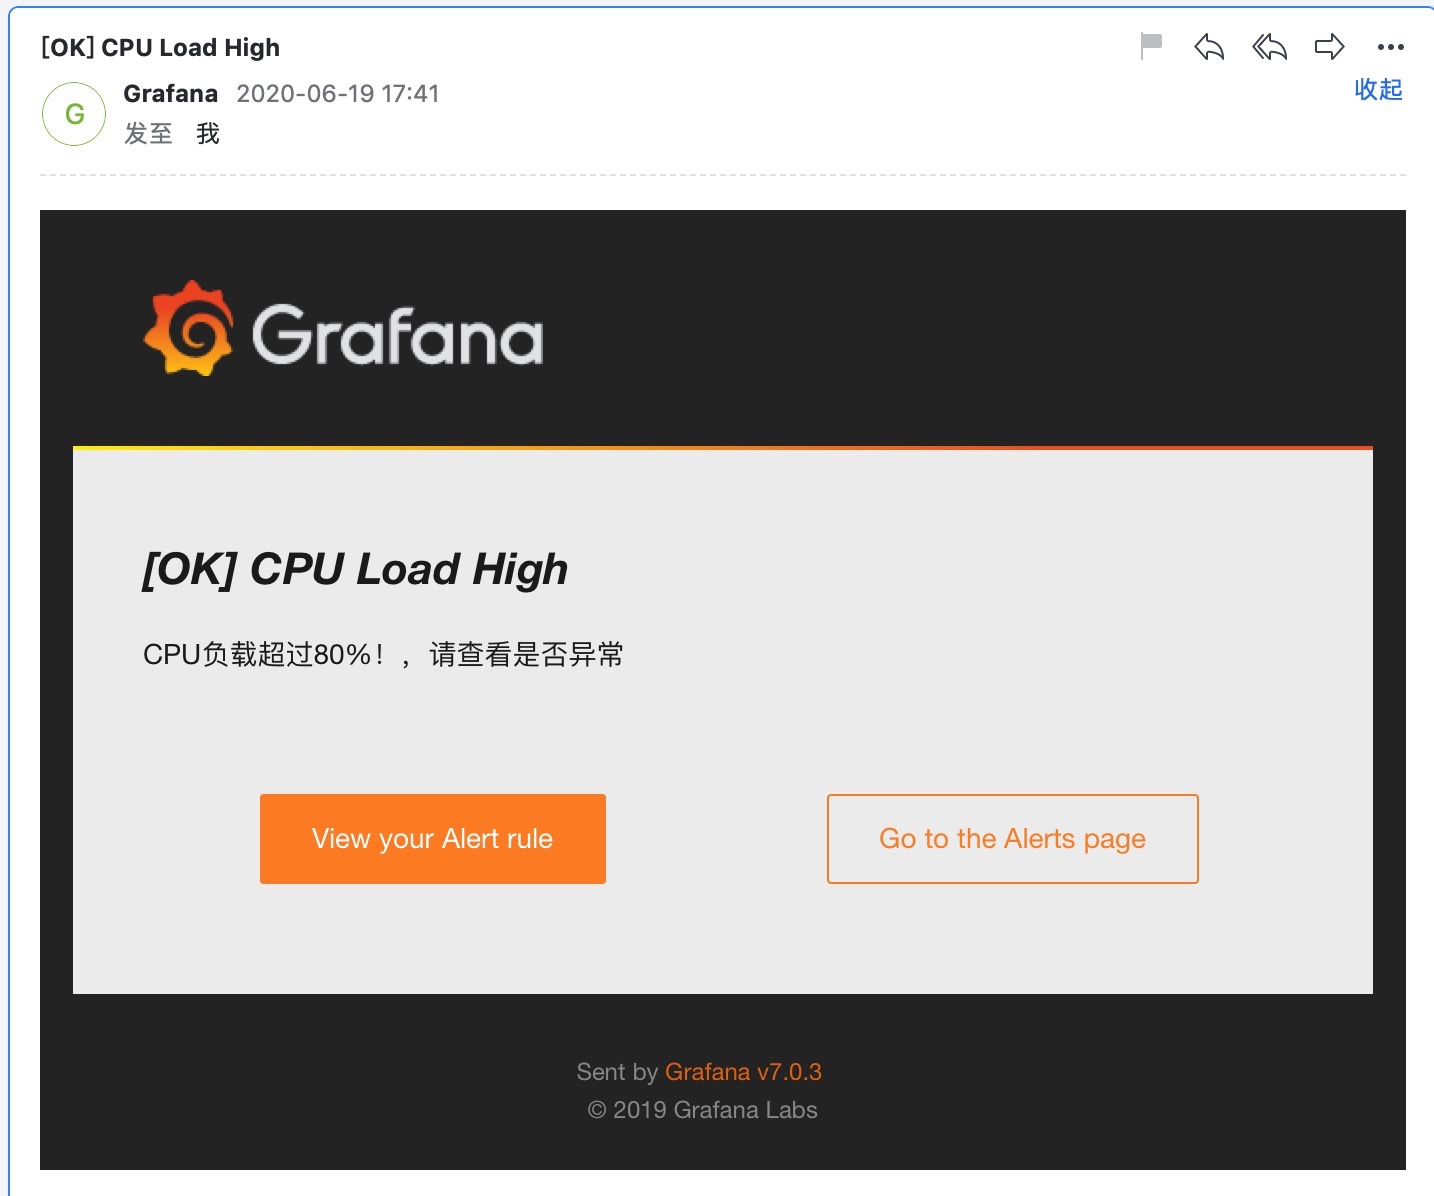 [OK] CPU Load High
Grafana 2020-06-19 17:41
收起
G
发至 我
Grafana
[OK] CPU Load High
CPU负载超过80%！，请查看是否异常
View your Alert rule
Go to the Alerts page
Sent by Grafana v7.0.3
© 2019 Grafana Labs